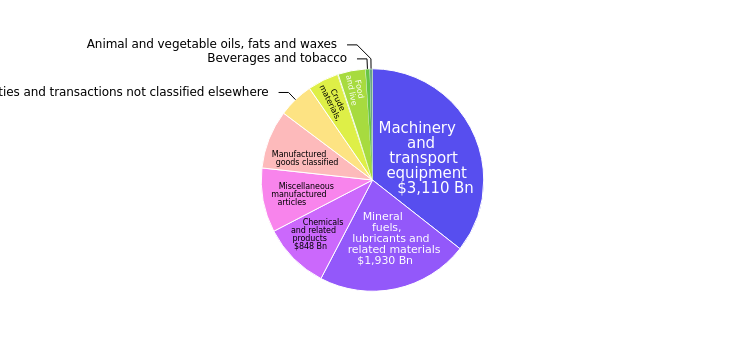 Animal and vegetable oils, fats and waxes
Beverages and tobacco
ties and transactions not classified elsewhere
Food
and live
Crude
materials,
Machinery
and
transport
equipment
$3,110 Bn
Manufactured
goods classified
Miscellaneous
manufactured
articles
Chemicals
and related
products
$848 Bn
Mineral
fuels,
lubricants and
related materials
$1,930 Bn